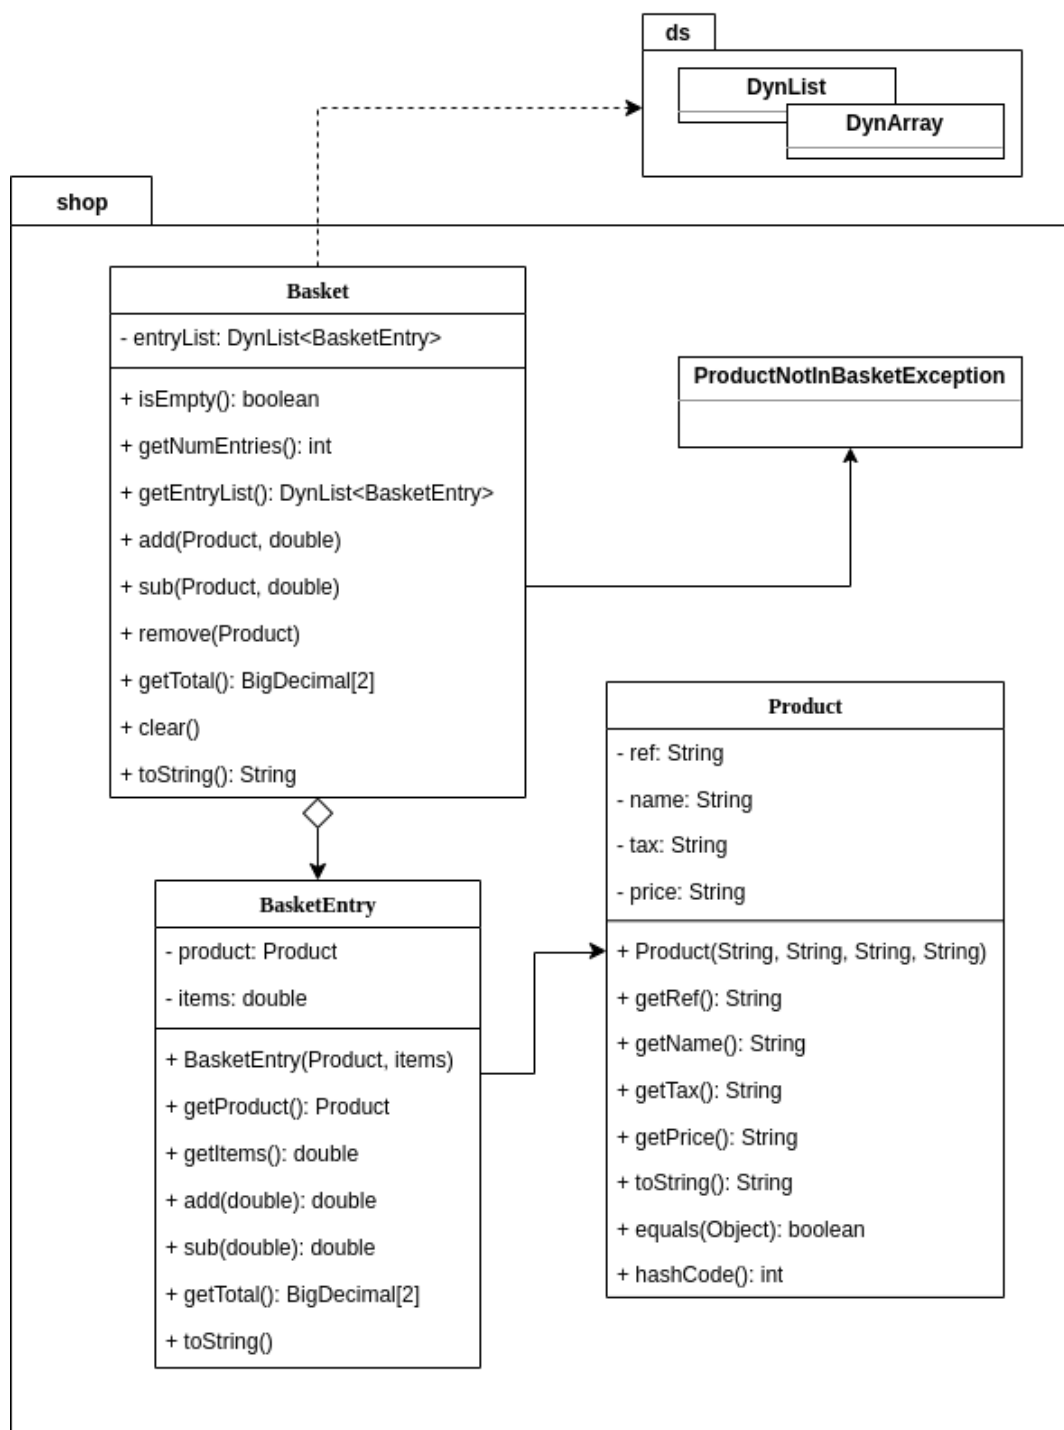 ds
DynList
DynArray
shop
Basket
- entryList: DynList<BasketEntry>
+ isEmpty(): boolean
+ getNumEntries(): int
+ getEntryList(): DynList<BasketEntry>
+ add(Product, double)
+ sub(Product, double)
+ remove(Product)
+ getTotal(): BigDecimal[2]
+ clear()
+ toString(): String
ProductNotInBasketException
Product
- ref: String
- name: String
- tax: String
- price: String
+ Product(String, String, String, String)
+ getRef(): String
+ getName(): String
+ getTax(): String
+ getPrice(): String
+ toString(): String
+ equals(Object): boolean
+ hashCode(): int
BasketEntry
- product: Product
- items: double
+ BasketEntry(Product, items)
+ getProduct(): Product
+ getItems(): double
+ add(double): double
+ sub(double): double
+ getTotal(): BigDecimal[2]
+ toString()